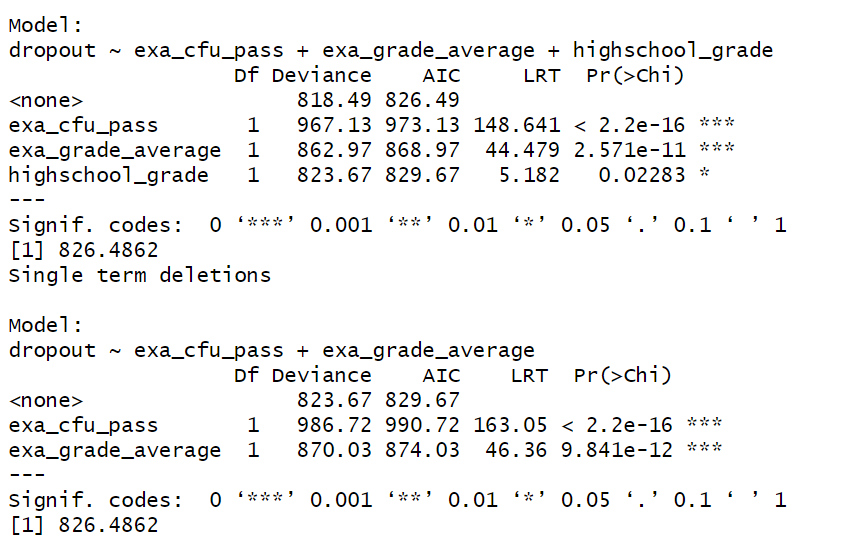 Model:
dropout ~ exa_cfu_pass + exa_grade_average + highschool_grade
                  Df Deviance    AIC     LRT  Pr(>Chi)
<none>                 818.49 826.49
exa_cfu_pass       1   967.13 973.13 148.641 < 2.2e-16 ***
exa_grade_average  1   862.97 868.97  44.479 2.571e-11 ***
highschool_grade   1   823.67 829.67   5.182   0.02283 *
---
Signif. codes:  0 ‘***’ 0.001 ‘**’ 0.01 ‘*’ 0.05 ‘.’ 0.1 ‘ ’ 1
[1] 826.4862
Single term deletions

Model:
dropout ~ exa_cfu_pass + exa_grade_average
                  Df Deviance    AIC    LRT  Pr(>Chi)
<none>                 823.67 829.67
exa_cfu_pass       1   986.72 990.72 163.05 < 2.2e-16 ***
exa_grade_average  1   870.03 874.03  46.36 9.841e-12 ***
---
Signif. codes:  0 ‘***’ 0.001 ‘**’ 0.01 ‘*’ 0.05 ‘.’ 0.1 ‘ ’ 1
[1] 826.4862